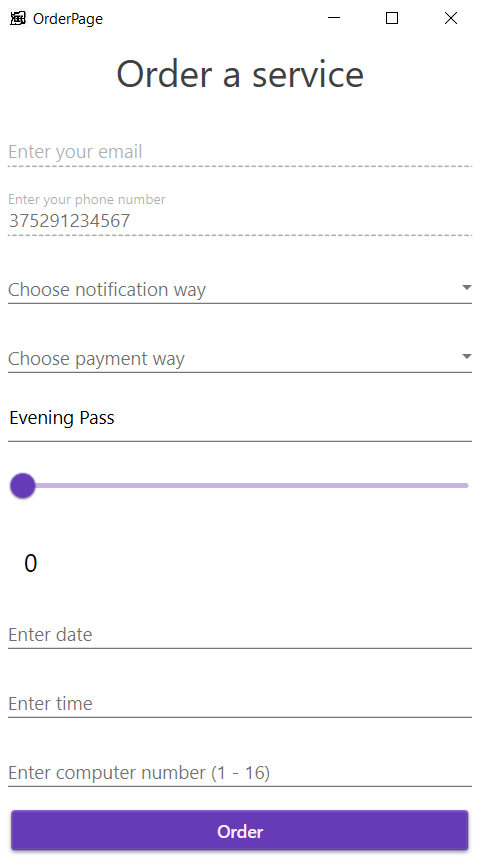 OrderPage
Order a service
Enter your email
Enter your phone number
375291234567
Choose notification way
Choose payment way
Evening Pass
0
Enter date
Enter time
Enter computer number (1 - 16)
Order